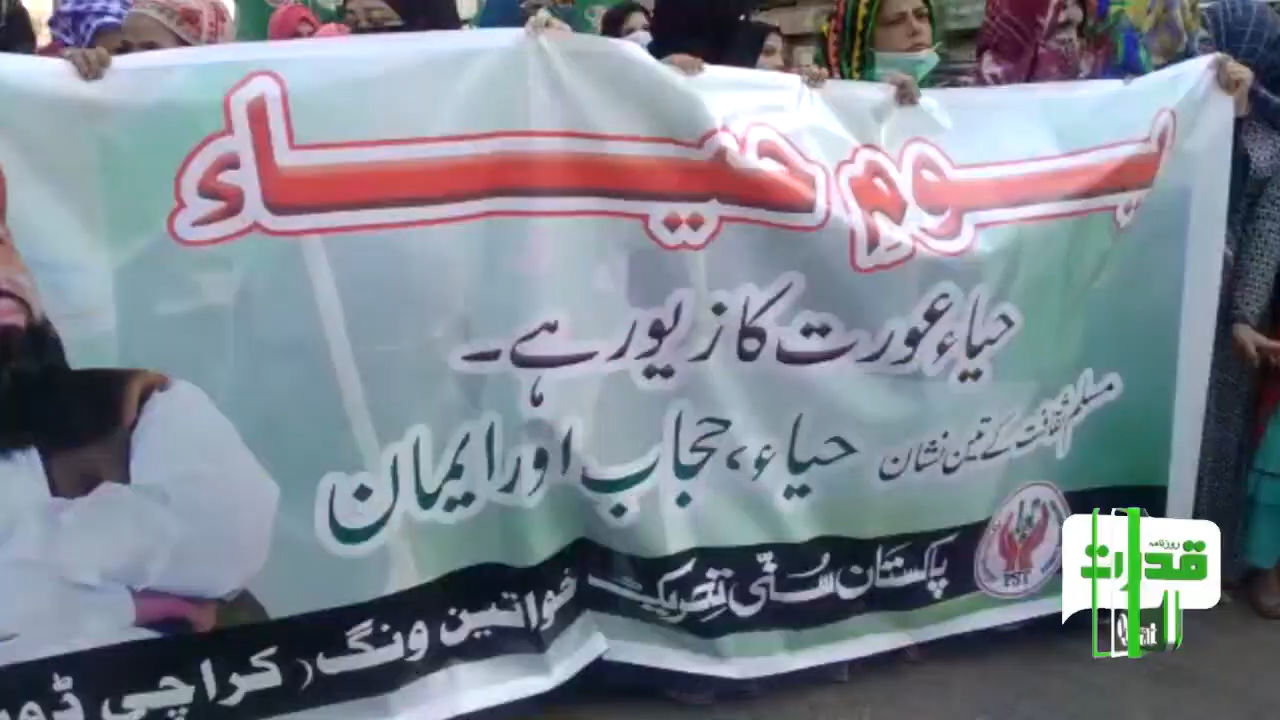 یومِ حیاء
حیاء عورت کا زیور ہے۔
مسلم ثقافت کے تین نشان حیاء، حجاب اور ایمان
PST
پاکستان سُنّی تحریک خواتین ونگ (کراچی
روزنامہ
قدرت